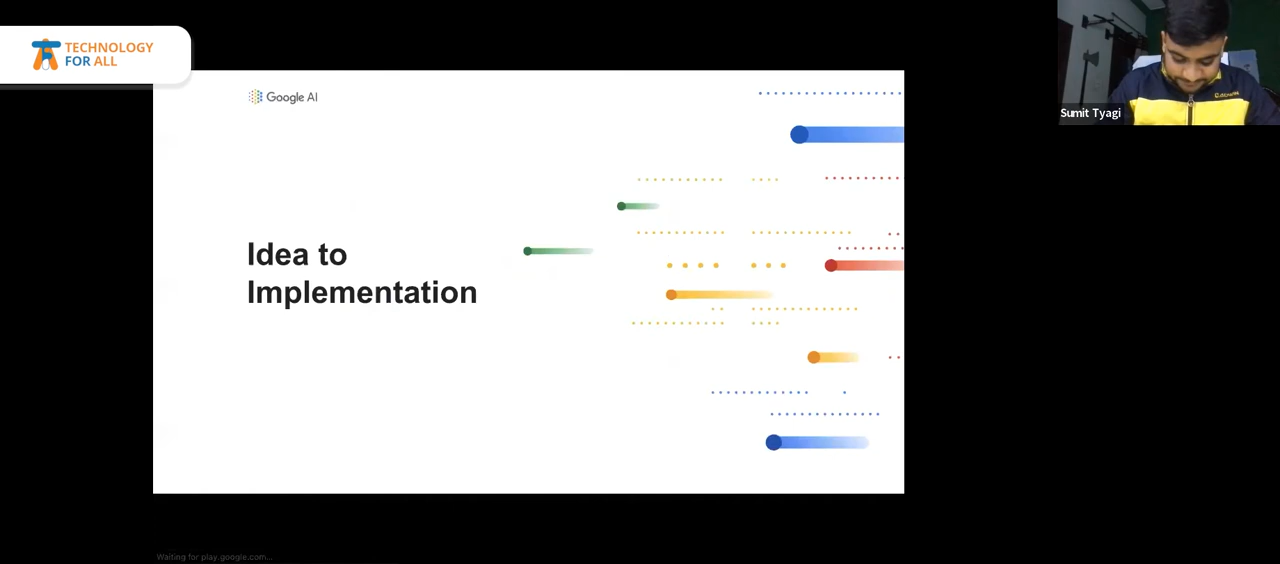 TECHNOLOGY
FOR ALL
Google AI
Sumit Tyagi
Idea to
Implementation
Waiting for play.google.com...